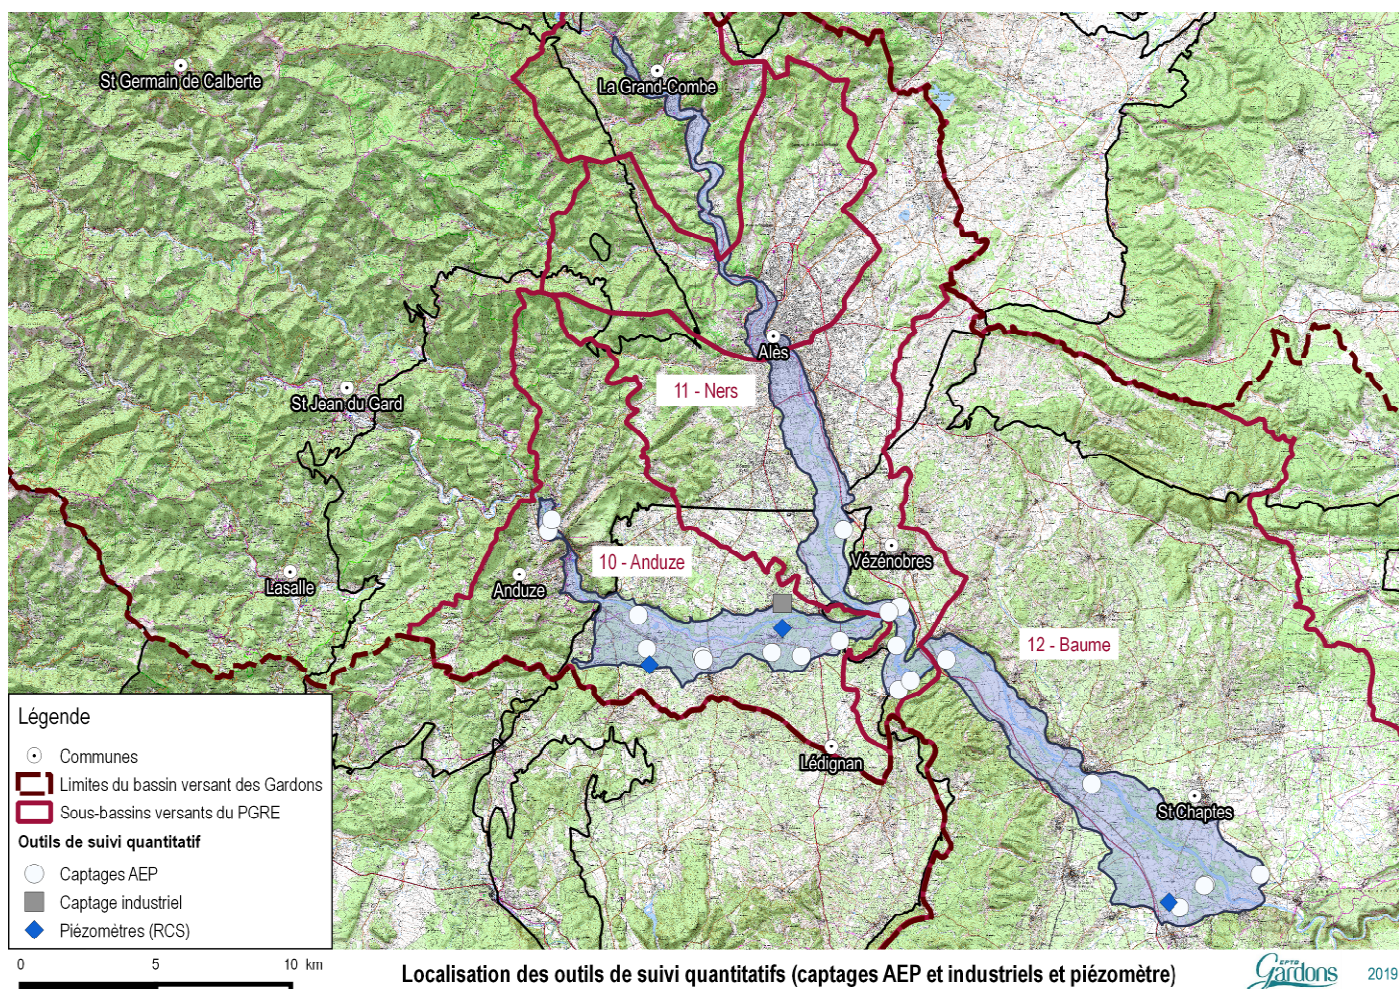 St Germain de Calberte
La Grand-Combe
Alès
11 - Ners
St Jean du Gard
10 - Anduze
Vézénobres
Lasalle
Anduze
12 - Baume
Lédignan
St Chaptes
Légende
Communes
Limites du bassin versant des Gardons
Sous-bassins versants du PGRE
Outils de suivi quantitatif
Captages AEP
Captage industriel
Piézomètres (RCS)
0 5 10 km
Localisation des outils de suivi quantitatifs (captages AEP et industriels et piézomètre)
EPTB
Gardons
2019